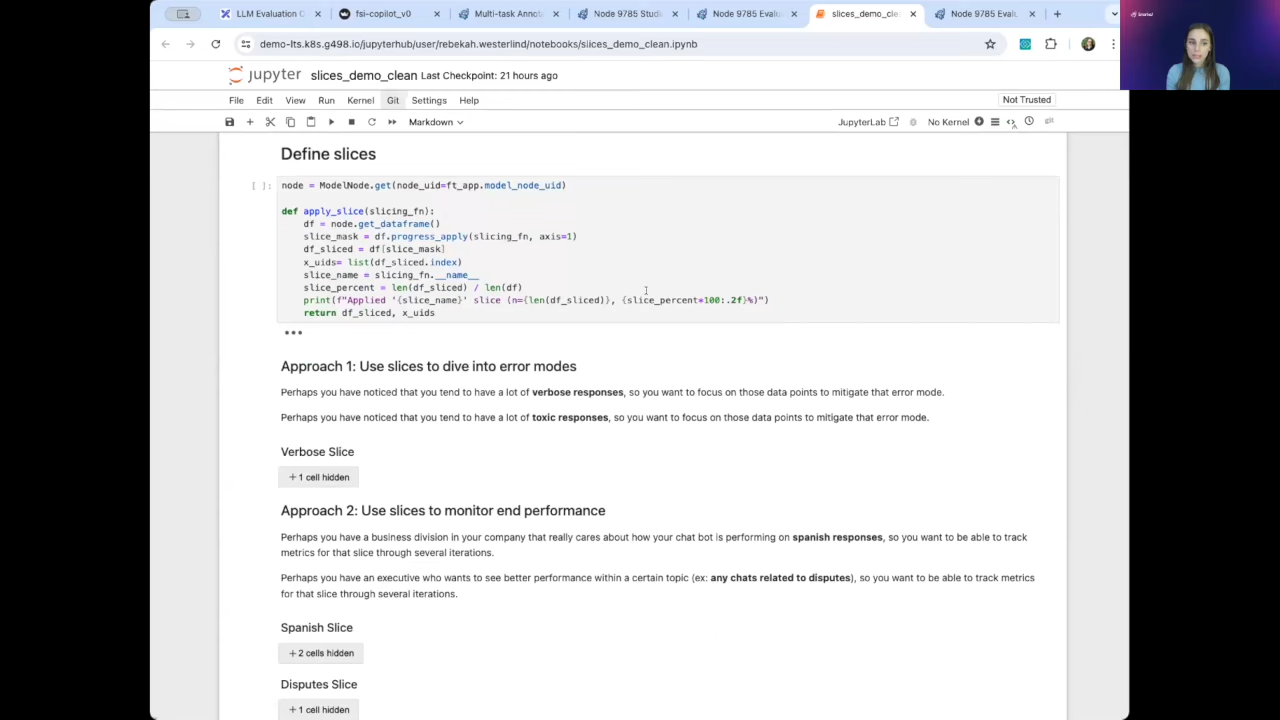 LLM Evaluation C
fsi-copilot_v0
Multi-task Annot
Node 9785 Studi
Node 9785 Evalu
slices_demo_clea
Node 9785 Evalu
demo-lts.k8s.g498.io/jupyterhub/user/rebekah.westerlind/notebooks/slices_demo_clean.ipynb
jupyter slices_demo_clean Last Checkpoint: 21 hours ago
File Edit View Run Kernel Git Settings Help
Not Trusted
Markdown
JupyterLab
No Kernel
git
Define slices
[ ]:
node = ModelNode.get(node_uid=ft_app.model_node_uid)
def apply_slice(slicing_fn):
df = node.get_dataframe()
slice_mask = df.progress_apply(slicing_fn, axis=1)
df_sliced = df[slice_mask]
x_uids= list(df_sliced.index)
slice_name = slicing_fn.__name__
slice_percent = len(df_sliced) / len(df)
print(f"Applied '{slice_name}' slice (n={len(df_sliced)}, {slice_percent*100:.2f}%)")
return df_sliced, x_uids
Approach 1: Use slices to dive into error modes
Perhaps you have noticed that you tend to have a lot of verbose responses, so you want to focus on those data points to mitigate that error mode.
Perhaps you have noticed that you tend to have a lot of toxic responses, so you want to focus on those data points to mitigate that error mode.
Verbose Slice
+ 1 cell hidden
Approach 2: Use slices to monitor end performance
Perhaps you have a business division in your company that really cares about how your chat bot is performing on spanish responses, so you want to be able to track
metrics for that slice through several iterations.
Perhaps you have an executive who wants to see better performance within a certain topic (ex: any chats related to disputes), so you want to be able to track metrics
for that slice through several iterations.
Spanish Slice
+ 2 cells hidden
Disputes Slice
+ 1 cell hidden